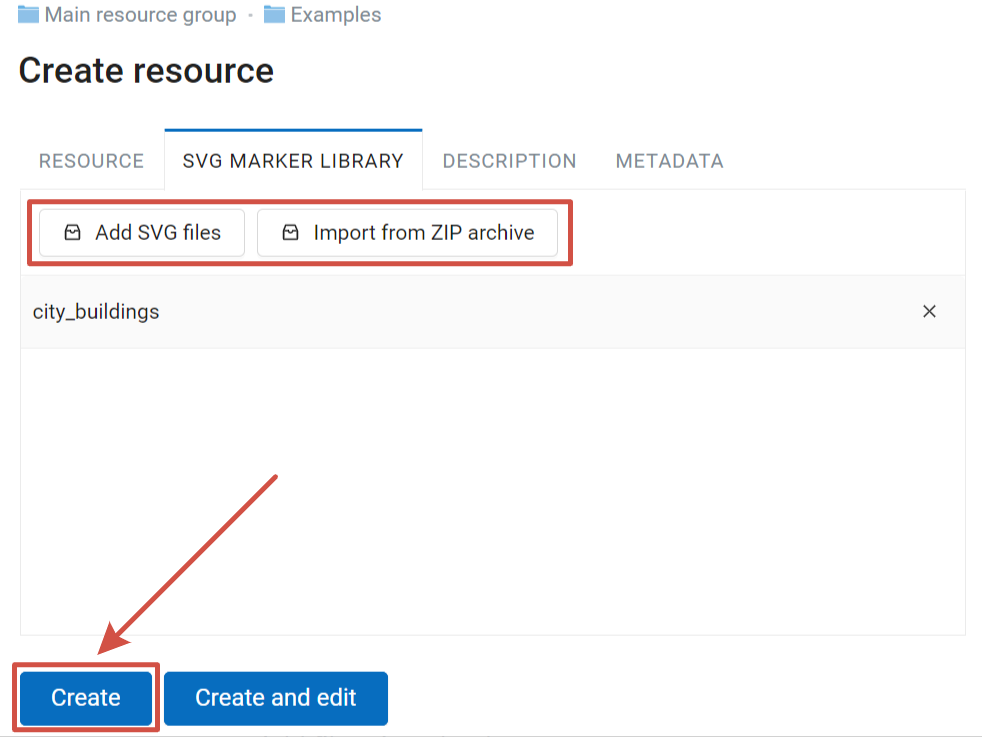 Main resource group · Examples
Create resource
RESOURCE SVG MARKER LIBRARY DESCRIPTION METADATA
Add SVG files Import from ZIP archive
city_buildings
Create Create and edit